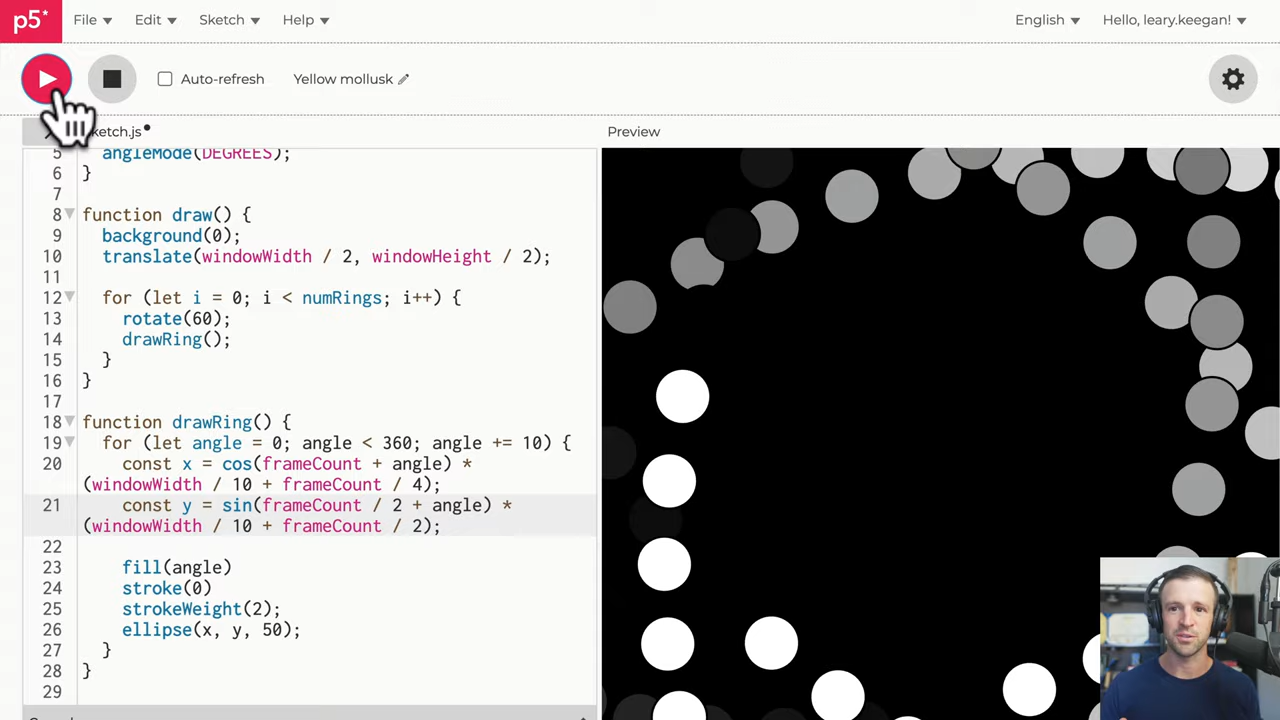 p5*
File
Edit
Sketch
Help
English
Hello, leary.keegan!
Auto-refresh
Yellow mollusk
ketch.js
Preview
5 angleMode(DEGREES);
6 }
7
8 function draw() {
9 background(0);
10 translate(windowWidth / 2, windowHeight / 2);
11
12 for (let i = 0; i < numRings; i++) {
13 rotate(60);
14 drawRing();
15 }
16 }
17
18 function drawRing() {
19 for (let angle = 0; angle < 360; angle += 10) {
20 const x = cos(frameCount + angle) *
(windowWidth / 10 + frameCount / 4);
21 const y = sin(frameCount / 2 + angle) *
(windowWidth / 10 + frameCount / 2);
22
23 fill(angle)
24 stroke(0)
25 strokeWeight(2);
26 ellipse(x, y, 50);
27 }
28 }
29